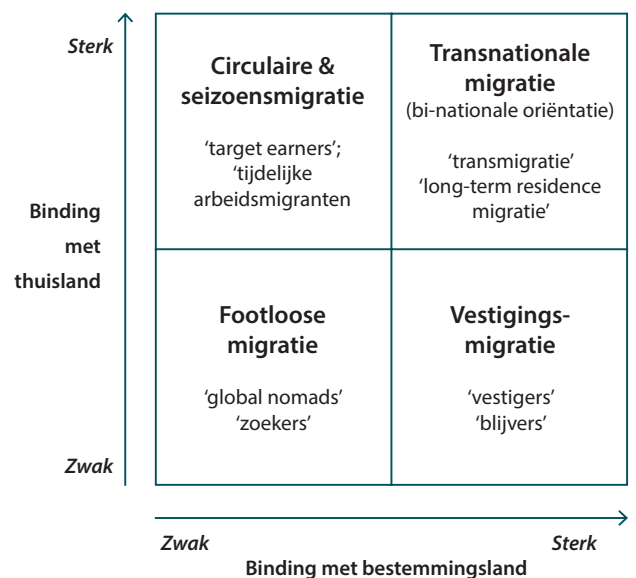 Sterk
Circulaire &
seizoensmigratie
‘target earners’;
‘tijdelijke
arbeidsmigranten
Transnationale
migratie
(bi-nationale oriëntatie)
‘transmigratie’
‘long-term residence
migratie’
Binding
met
thuisland
Footloose
migratie
‘global nomads’
‘zoekers’
Vestigings-
migratie
‘vestigers’
‘blijvers’
Zwak
Zwak
Sterk
Binding met bestemmingsland